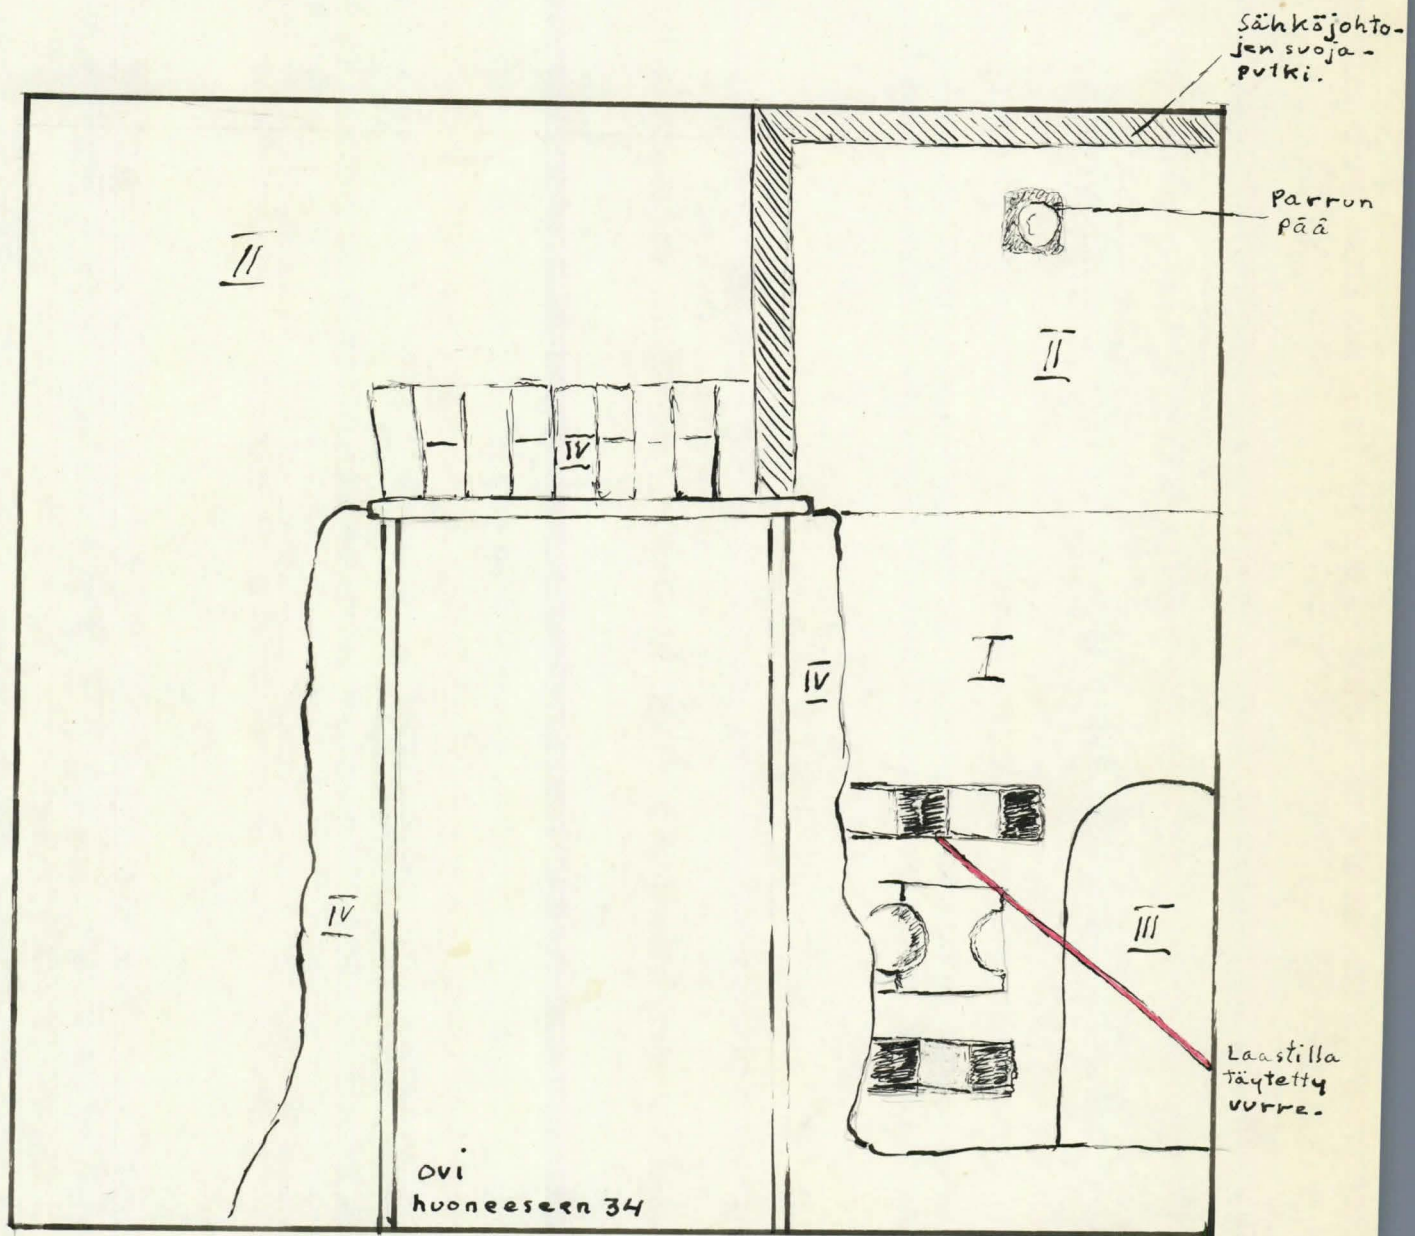 Sähköjohto-
jen suoja-
putki.
Parrun
pää
II
II
IV
I
IV
III
IV
Laastilla
täytetty
uurre.
ovi
huoneeseen 34